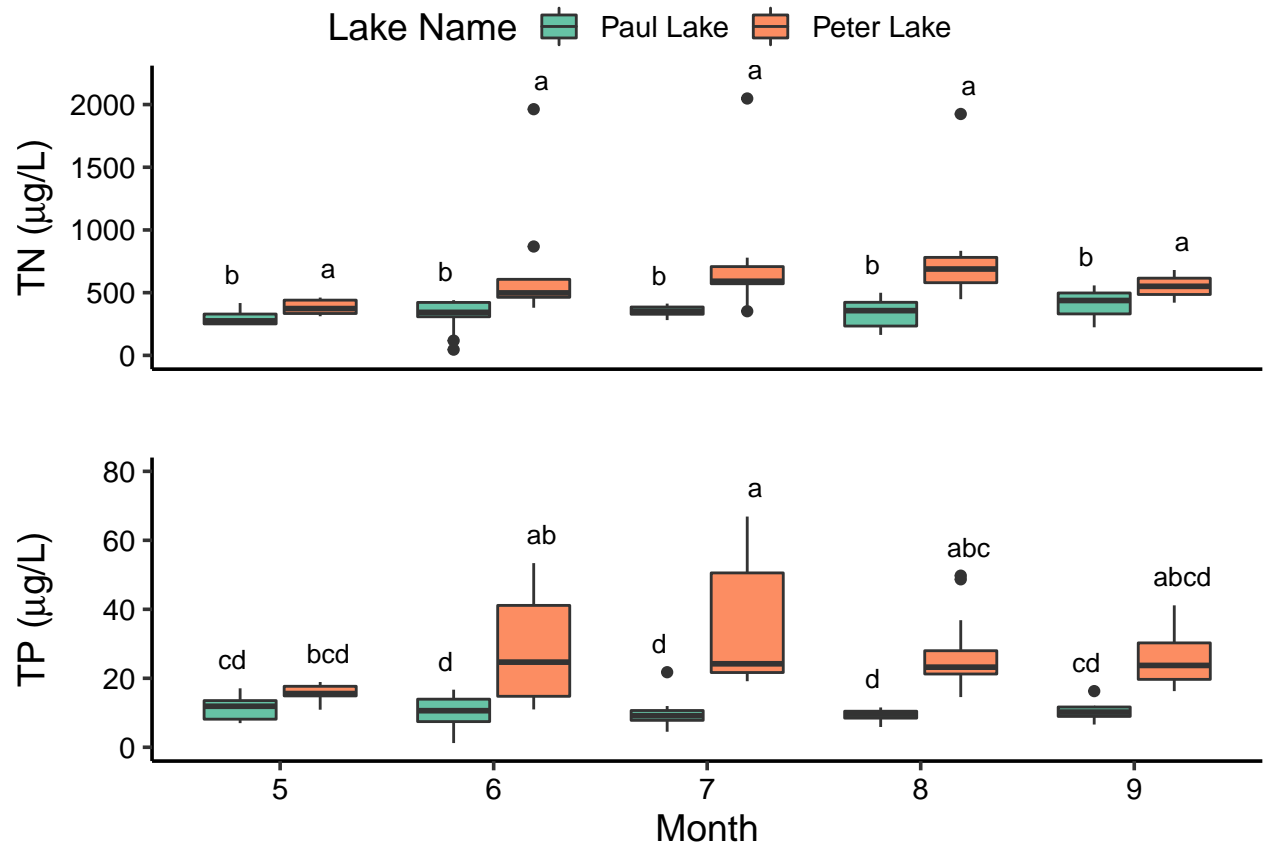 Lake Name Paul Lake Peter Lake
TN (µg/L)
2000
1500
1000
500
0
b a b a b a b a b a
TP (µg/L)
80
60
40
20
0
cd bcd d ab d a d abc cd abcd
5 6 7 8 9
Month